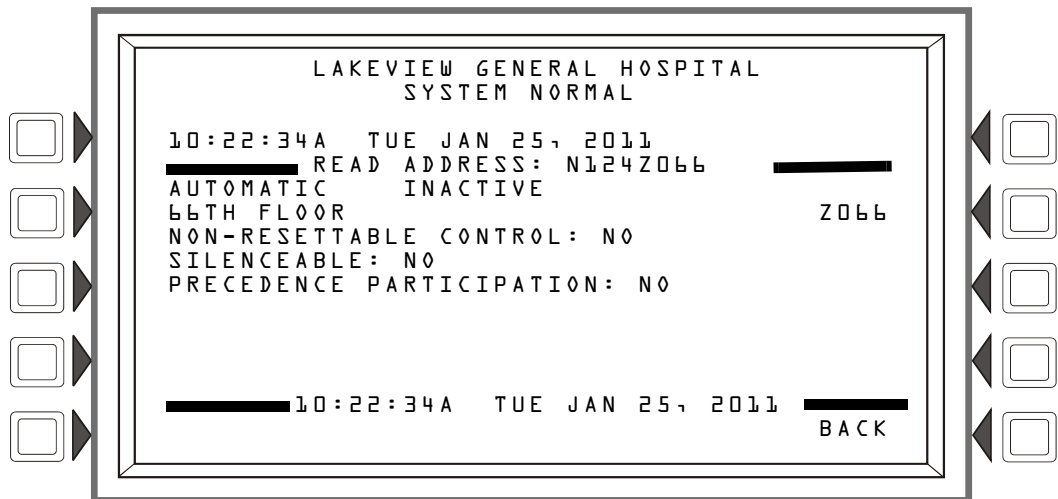 LAKEVIEW GENERAL HOSPITAL
SYSTEM NORMAL
10:22:34A TUE JAN 25, 2011
READ ADDRESS: N124Z066
AUTOMATIC INACTIVE
66TH FLOOR Z066
NON-RESETTABLE CONTROL: NO
SILENCEABLE: NO
PRECEDENCE PARTICIPATION: NO
10:22:34A TUE JAN 25, 2011
BACK